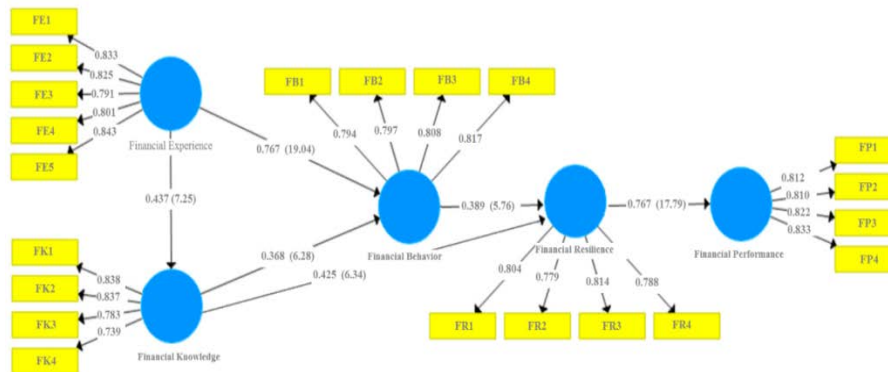 FE1
FE2
FE3
FE4
FE5
0.833
0.825
0.791
0.801
0.843
Financial Experience
FB1
FB2
FB3
FB4
0.794
0.797
0.808
0.817
0.767 (19.04)
0.437 (7.25)
0.389 (5.76)
0.767 (17.79)
0.368 (6.28)
0.425 (6.34)
Financial Behavior
Financial Resilience
Financial Performance
FP1
FP2
FP3
FP4
0.812
0.810
0.822
0.833
FK1
FK2
FK3
FK4
0.838
0.837
0.783
0.739
Financial Knowledge
0.804
0.779
0.814
0.788
FR1
FR2
FR3
FR4